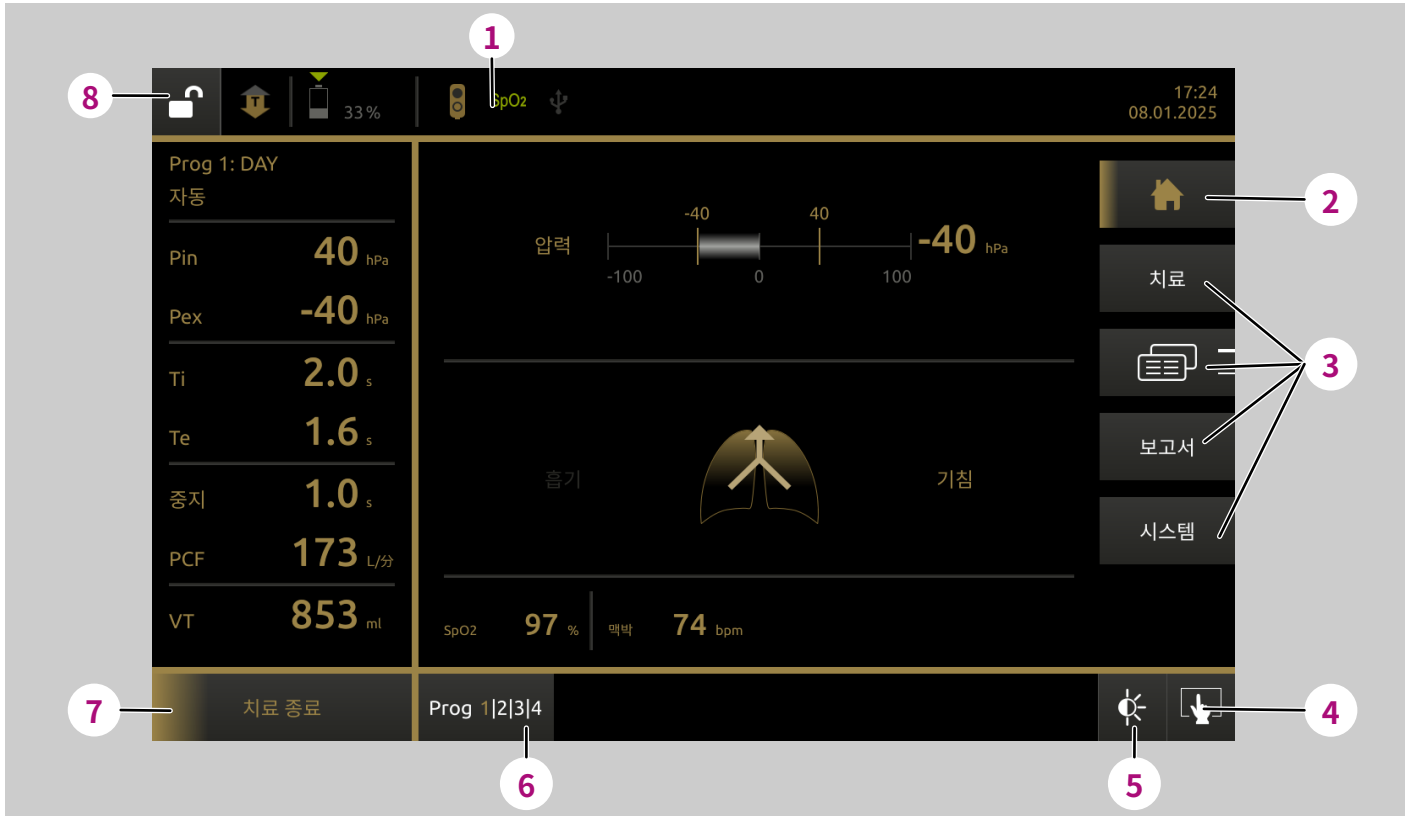 1
8
T
33%
SpO2
17:24
08.01.2025
Prog 1: DAY
자동
Pin 40 hPa
Pex -40 hPa
Ti 2.0 s
Te 1.6 s
중지 1.0 s
PCF 173 L/分
VT 853 ml
-40 40
압력 -40 hPa
-100 0 100
흡기 기침
SpO2 97 % 맥박 74 bpm
2
치료
3
보고서
시스템
7
치료 종료
Prog 1|2|3|4
4
6
5